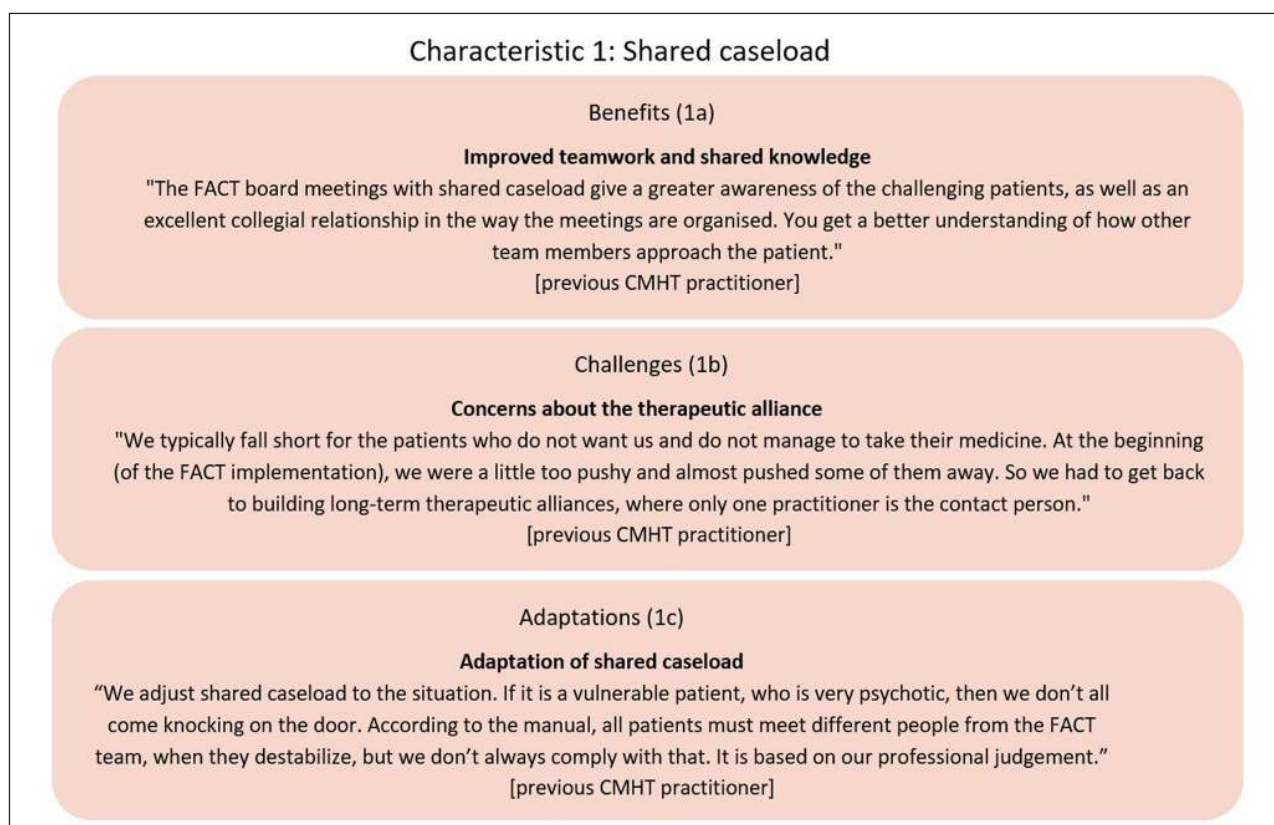 Characteristic 1: Shared caseload
Benefits (1a)
Improved teamwork and shared knowledge
"The FACT board meetings with shared caseload give a greater awareness of the challenging patients, as well as an
excellent collegial relationship in the way the meetings are organised. You get a better understanding of how other
team members approach the patient."
[previous CMHT practitioner]
Challenges (1b)
Concerns about the therapeutic alliance
"We typically fall short for the patients who do not want us and do not manage to take their medicine. At the beginning
(of the FACT implementation), we were a little too pushy and almost pushed some of them away. So we had to get back
to building long-term therapeutic alliances, where only one practitioner is the contact person."
[previous CMHT practitioner]
Adaptations (1c)
Adaptation of shared caseload
“We adjust shared caseload to the situation. If it is a vulnerable patient, who is very psychotic, then we don’t all
come knocking on the door. According to the manual, all patients must meet different people from the FACT
team, when they destabilize, but we don’t always comply with that. It is based on our professional judgement.”
[previous CMHT practitioner]